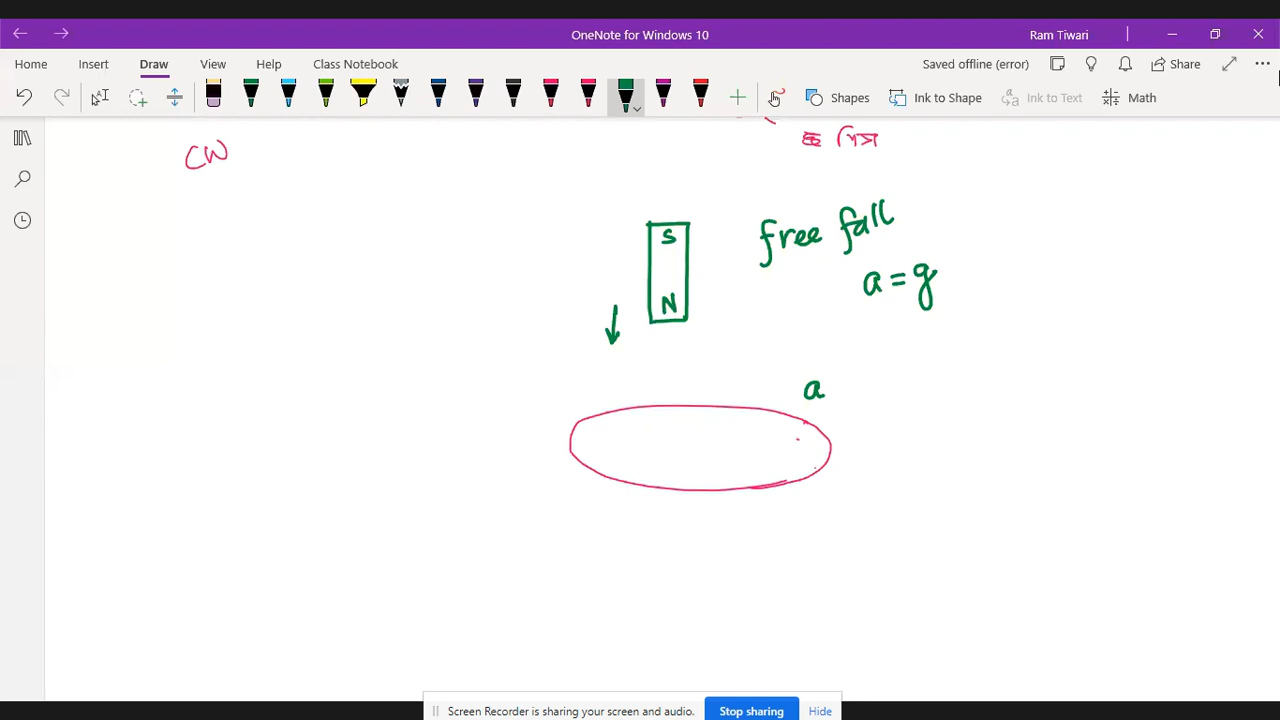 OneNote for Windows 10
Ram Tiwari
Home Insert Draw View Help Class Notebook
Saved offline (error) Share
Shapes Ink to Shape Ink to Text Math
CW
S
N
free fall
a = g
a
Screen Recorder is sharing your screen and audio. Stop sharing Hide